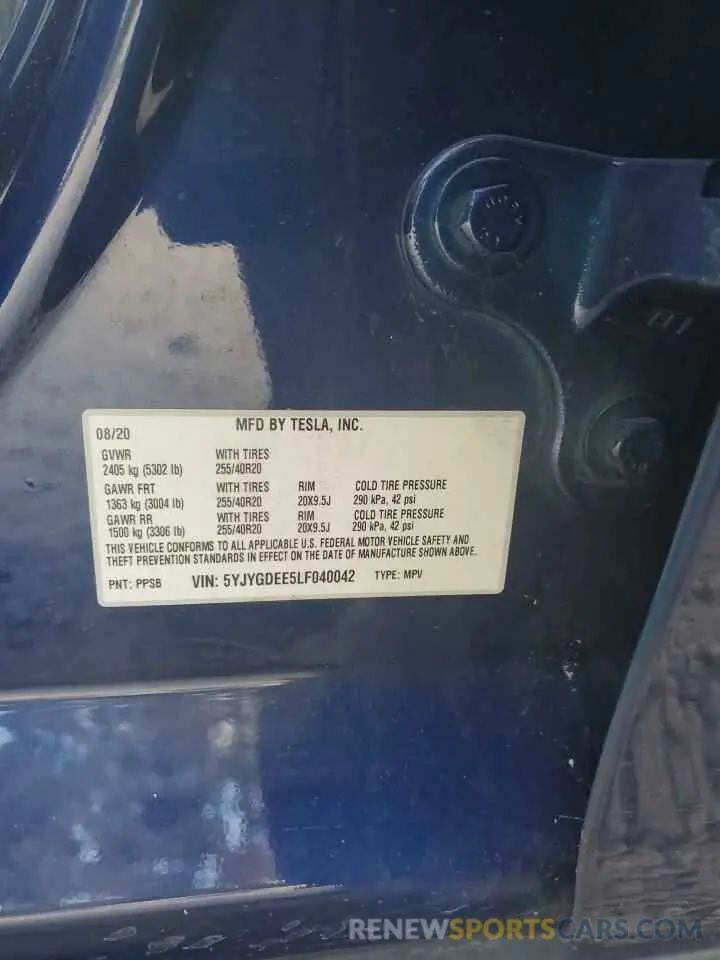 MFD BY TESLA, INC.
08/20
GVWR WITH TIRES
2405 kg (5302 lb) 255/40R20
GAWR FRT WITH TIRES RIM COLD TIRE PRESSURE
1363 kg (3004 lb) 255/40R20 20X9.5J 290 kPa, 42 psi
GAWR RR WITH TIRES RIM COLD TIRE PRESSURE
1500 kg (3306 lb) 255/40R20 20X9.5J 290 kPa, 42 psi
THIS VEHICLE CONFORMS TO ALL APPLICABLE U.S. FEDERAL MOTOR VEHICLE SAFETY AND
THEFT PREVENTION STANDARDS IN EFFECT ON THE DATE OF MANUFACTURE SHOWN ABOVE.
PNT: PPSB VIN: 5YJYGDEE5LF040042 TYPE: MPV
RENEWSPORTSCARS.COM